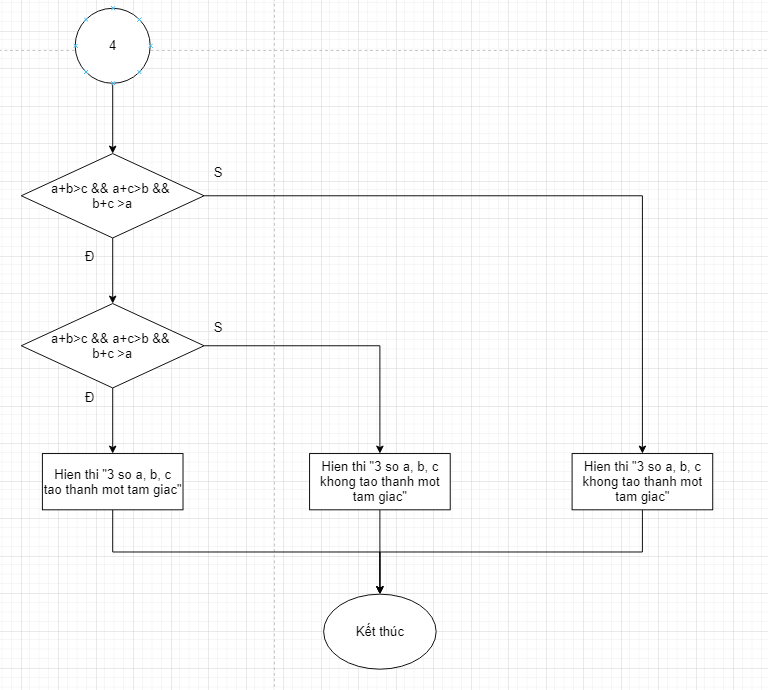 4
S
a+b>c && a+c>b &&
b+c >a
Đ
S
a+b>c && a+c>b &&
b+c >a
Đ
Hien thi "3 so a, b, c
tao thanh mot tam giac"
Hien thi "3 so a, b, c
khong tao thanh mot
tam giac"
Hien thi "3 so a, b, c
khong tao thanh mot
tam giac"
Kết thúc